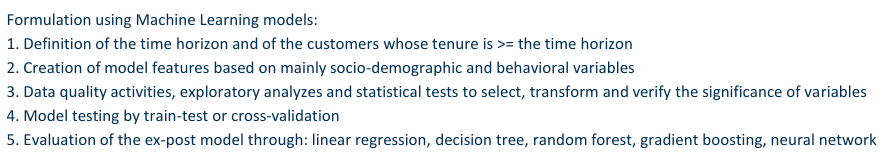 Formulation using Machine Learning models:
1. Definition of the time horizon and of the customers whose tenure is >= the time horizon
2. Creation of model features based on mainly socio-demographic and behavioral variables
3. Data quality activities, exploratory analyzes and statistical tests to select, transform and verify the significance of variables
4. Model testing by train-test or cross-validation
5. Evaluation of the ex-post model through: linear regression, decision tree, random forest, gradient boosting, neural network